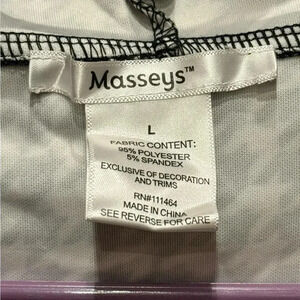 Masseys™
L
FABRIC CONTENT:
95% POLYESTER
5% SPANDEX
EXCLUSIVE OF DECORATION
AND TRIMS
RN#111464
MADE IN CHINA
SEE REVERSE FOR CARE